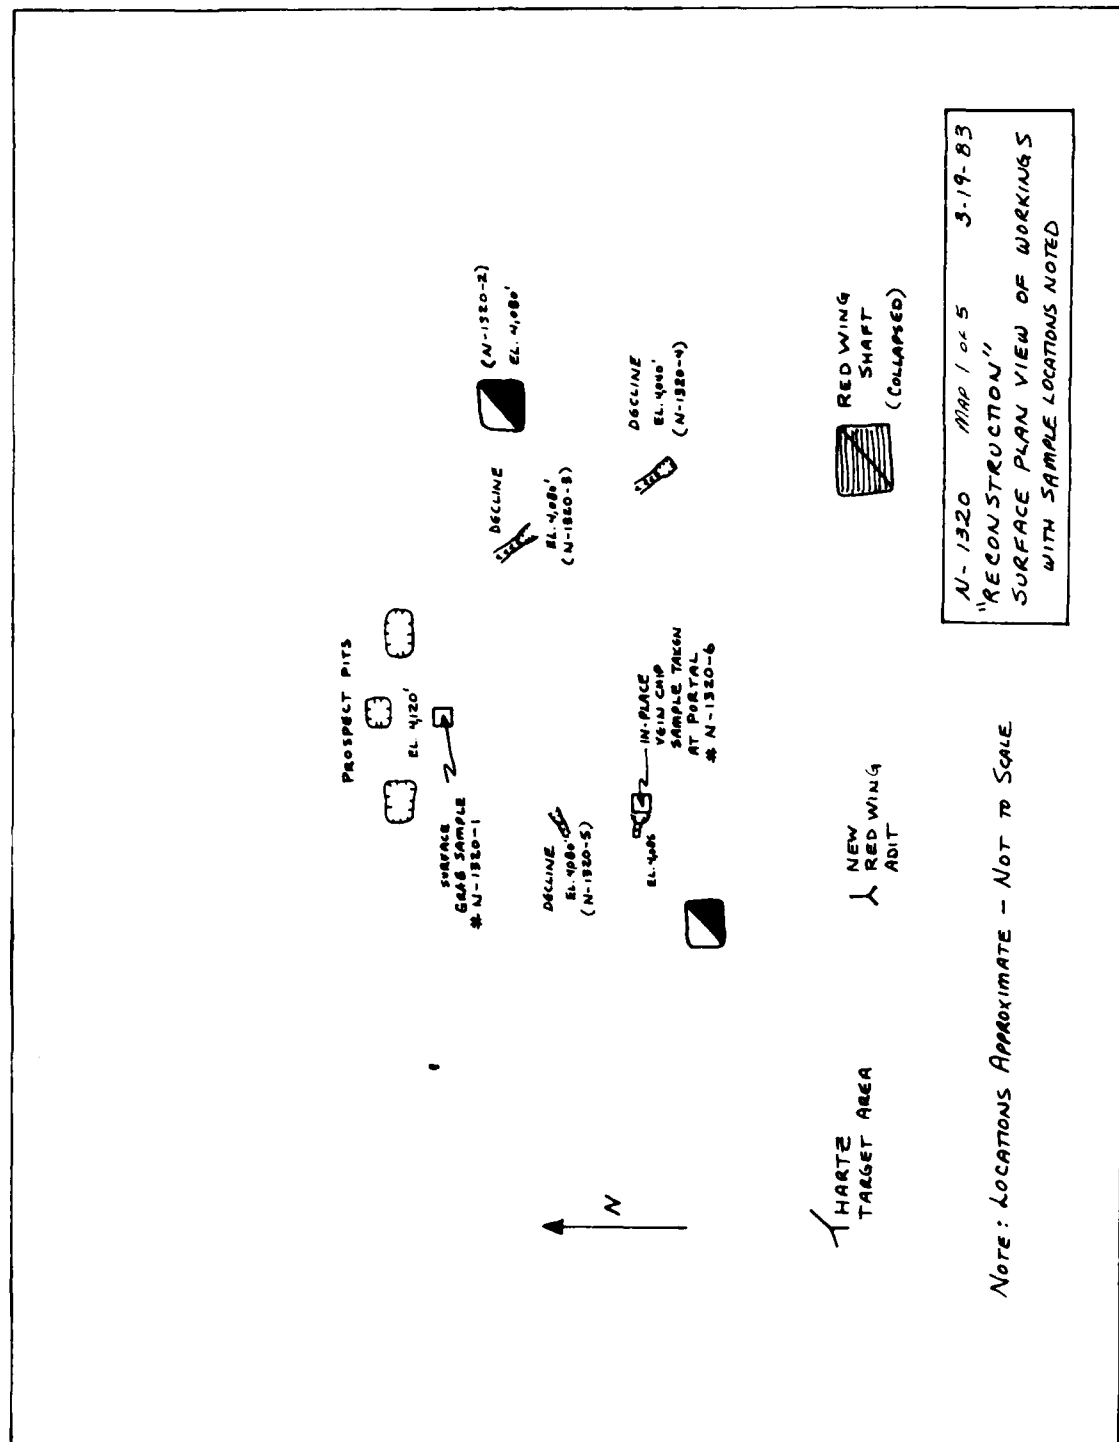 PROSPECT PITS
EL. 4,120'
SURFACE
GRAB SAMPLE
# N-1320-1
(N-1320-2)
EL. 4,080'
DECLINE
EL. 4,080'
(N-1320-3)
DECLINE
EL. 4,080'
(N-1320-5)
DECLINE
EL. 4,040'
(N-1320-4)
IN-PLACE
VEIN CHIP
SAMPLE TAKEN
AT PORTAL
# N-1320-6
N
HARTZ
TARGET AREA
NEW
RED WING
ADIT
RED WING
SHAFT
(COLLAPSED)
N-1320 MAP 1 OF 5 3-19-83
"RECONSTRUCTION"
SURFACE PLAN VIEW OF WORKINGS
WITH SAMPLE LOCATIONS NOTED
NOTE: LOCATIONS APPROXIMATE - NOT TO SCALE